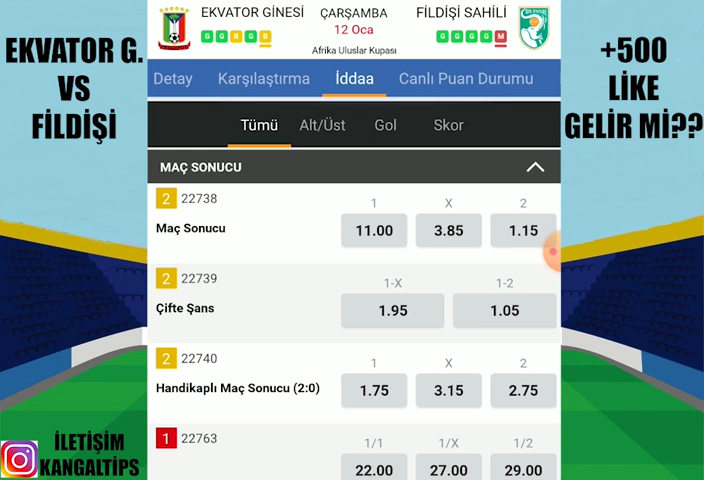 EKVATOR G.
VS
FİLDİŞİ
EKVATOR GİNESİ
G G B G B
ÇARŞAMBA
12 Oca
Afrika Uluslar Kupası
FİLDİŞİ SAHİLİ
G G G G M
+500
LİKE
GELİR Mİ??
Detay Karşılaştırma İddaa Canlı Puan Durumu
Tümü Alt/Üst Gol Skor
MAÇ SONUCU
2 22738
1 X 2
Maç Sonucu
11.00 3.85 1.15
2 22739
1-X 1-2
Çifte Şans
1.95 1.05
2 22740
1 X 2
Handikaplı Maç Sonucu (2:0)
1.75 3.15 2.75
1 22763
1/1 1/X 1/2
22.00 27.00 29.00
İLETİŞİM
KANGALTİPS